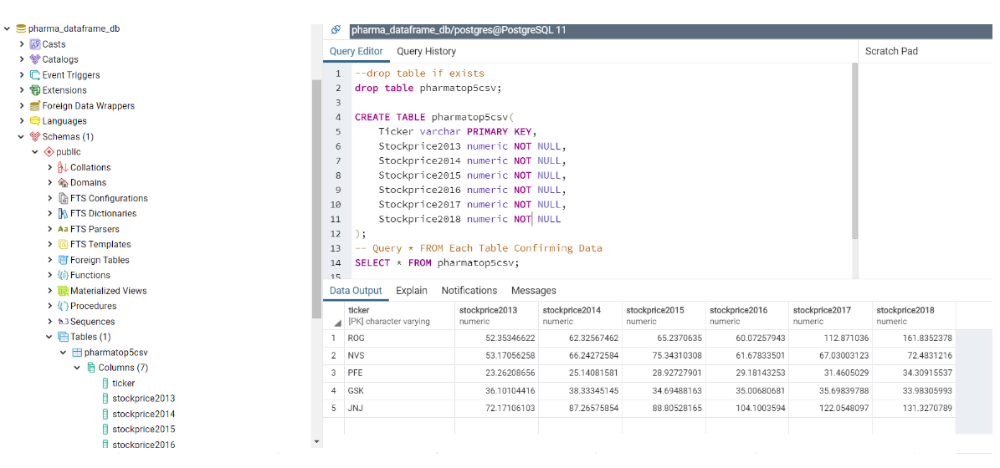 pharma_dataframe_db
Casts
Catalogs
Event Triggers
Extensions
Foreign Data Wrappers
Languages
Schemas (1)
public
Collations
Domains
FTS Configurations
FTS Dictionaries
Aa FTS Parsers
FTS Templates
Foreign Tables
Functions
Materialized Views
Procedures
1..3 Sequences
Tables (1)
pharmatop5csv
Columns (7)
ticker
stockprice2013
stockprice2014
stockprice2015
stockprice2016
pharma_dataframe_db/postgres@PostgreSQL 11
Query Editor Query History
Scratch Pad
1 --drop table if exists
2 drop table pharmatop5csv;
3
4 CREATE TABLE pharmatop5csv(
5 Ticker varchar PRIMARY KEY,
6 Stockprice2013 numeric NOT NULL,
7 Stockprice2014 numeric NOT NULL,
8 Stockprice2015 numeric NOT NULL,
9 Stockprice2016 numeric NOT NULL,
10 Stockprice2017 numeric NOT NULL,
11 Stockprice2018 numeric NOT NULL
12 );
13 -- Query * FROM Each Table Confirming Data
14 SELECT * FROM pharmatop5csv;
15
Data Output Explain Notifications Messages
ticker stockprice2013 stockprice2014 stockprice2015 stockprice2016 stockprice2017 stockprice2018
[PK] character varying numeric numeric numeric numeric numeric numeric
1 ROG 52.35346622 62.32567462 65.2370635 60.07257943 112.871036 161.8352378
2 NVS 53.17056258 66.24272584 75.34310308 61.67833501 67.03003123 72.4831216
3 PFE 23.26208656 25.14081581 28.92727901 29.18143253 31.4605029 34.30915537
4 GSK 36.10104416 38.33345145 34.69488163 35.00680681 35.69839788 33.98305993
5 JNJ 72.17106103 87.26575854 88.80528165 104.1003594 122.0548097 131.3270789